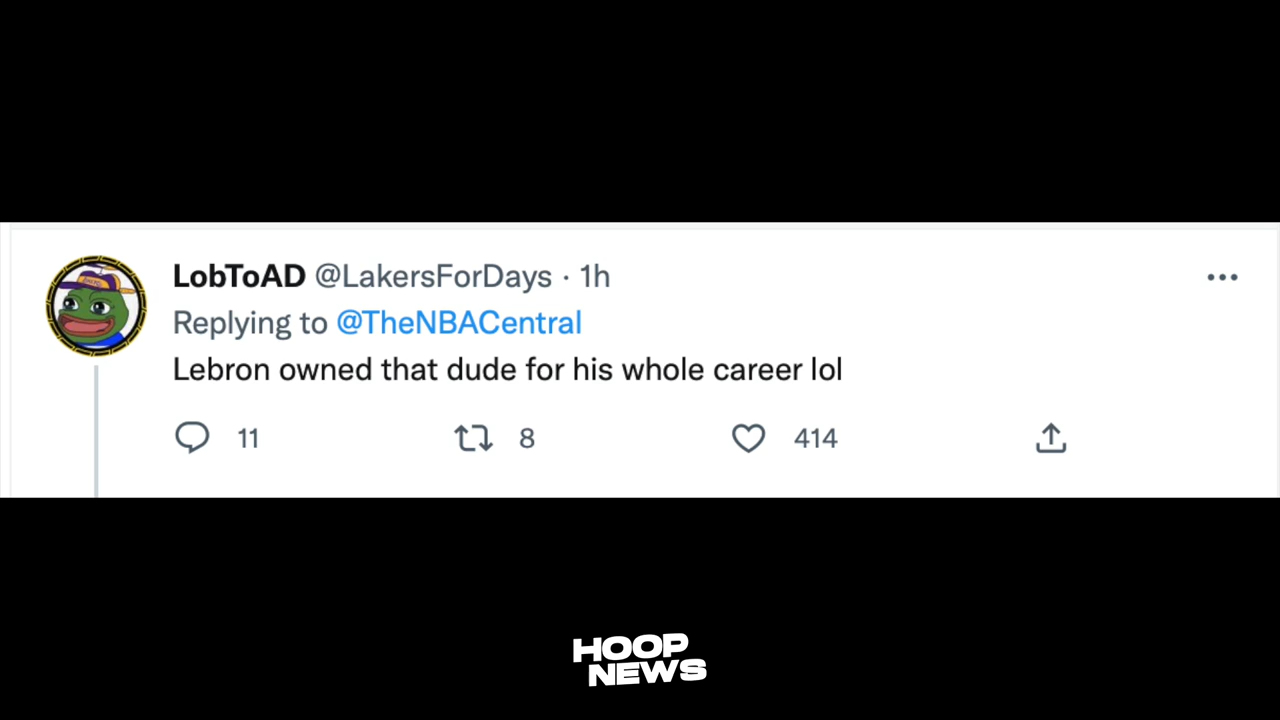 LobToAD @LakersForDays · 1h
Replying to @TheNBACentral
Lebron owned that dude for his whole career lol
11 8 414
HOOP
NEWS